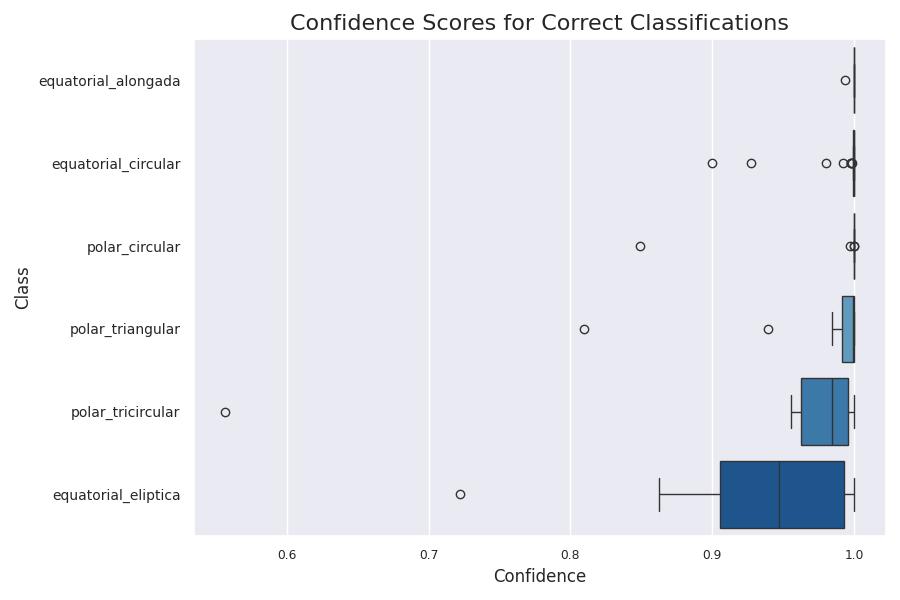 Confidence Scores for Correct Classifications
equatorial_alongada
equatorial_circular
polar_circular
polar_triangular
polar_tricircular
equatorial_eliptica
Class
0.6 0.7 0.8 0.9 1.0
Confidence